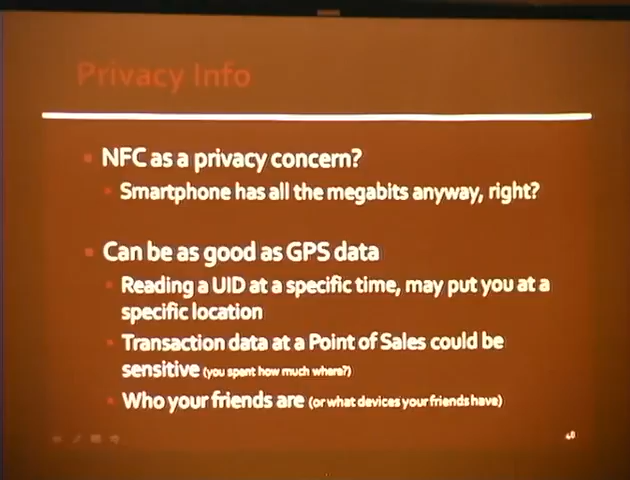 Privacy Info
NFC as a privacy concern?
Smartphone has all the megabits anyway, right?
Can be as good as GPS data
Reading a UID at a specific time, may put you at a
specific location
Transaction data at a Point of Sales could be
sensitive (you spent how much where?)
Who your friends are (or what devices your friends have)
48